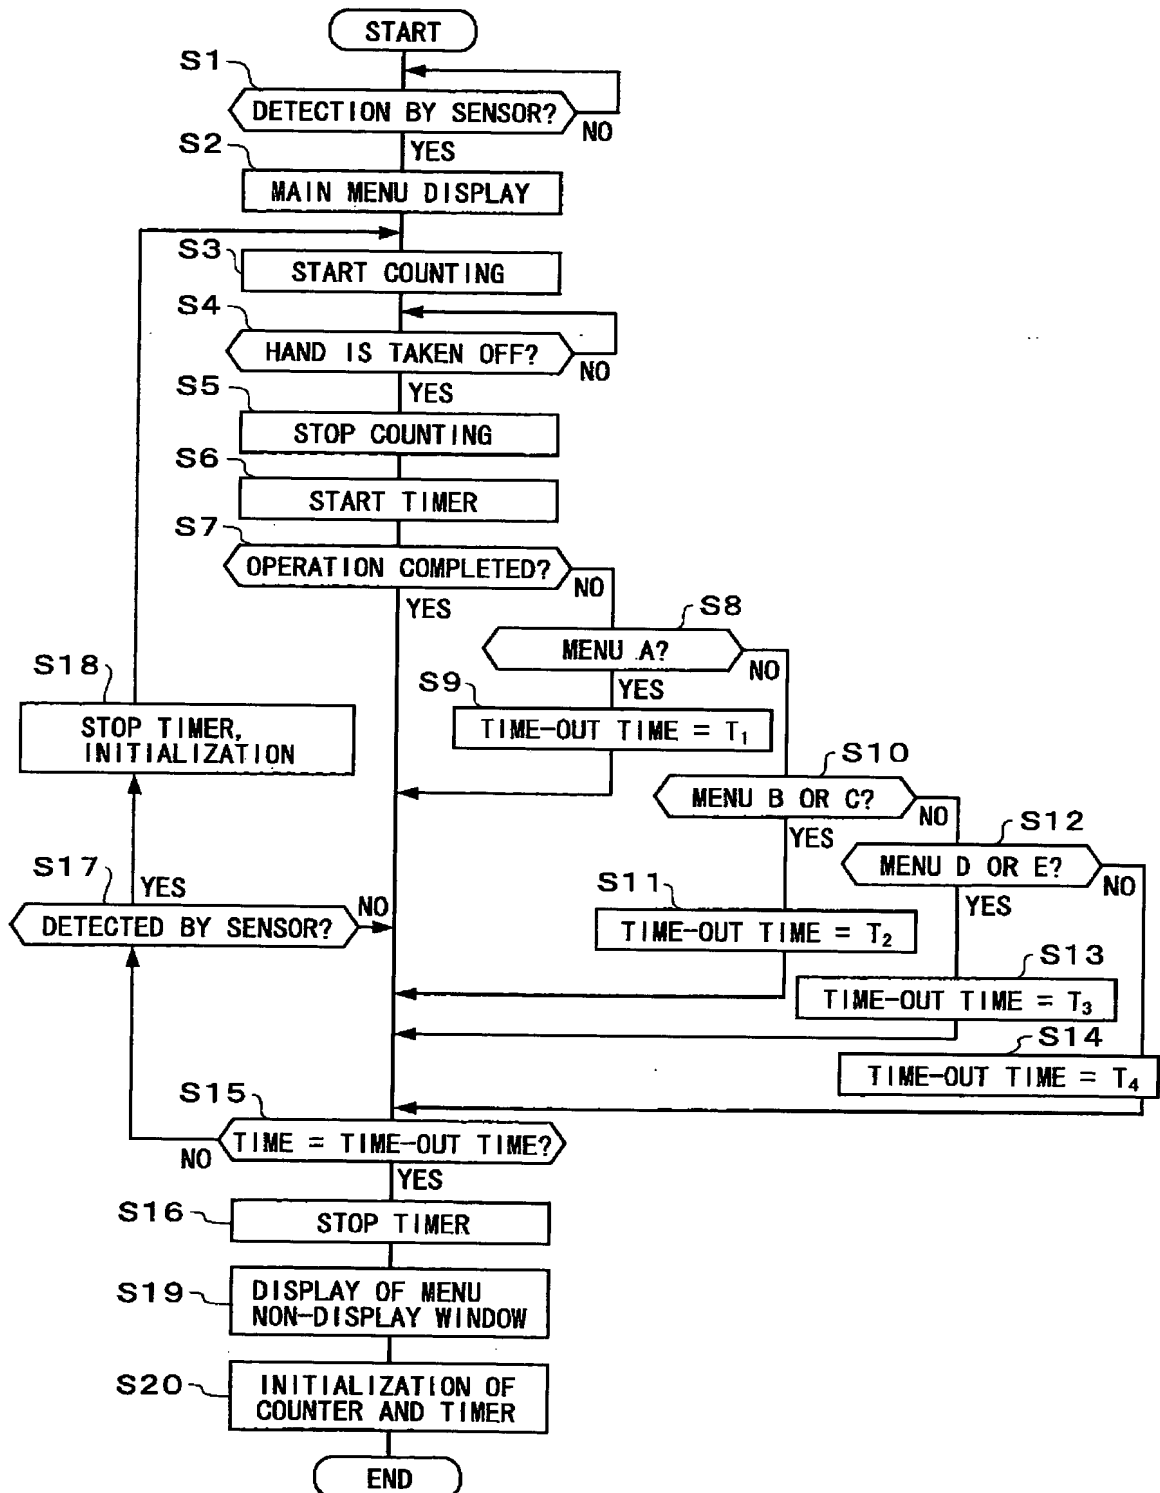 START
S1
DETECTION BY SENSOR?
NO
S2
YES
MAIN MENU DISPLAY
S3
START COUNTING
S4
HAND IS TAKEN OFF?
NO
S5
YES
STOP COUNTING
S6
START TIMER
S7
OPERATION COMPLETED?
NO
YES
S8
MENU A?
NO
S18
S9
YES
STOP TIMER,
INITIALIZATION
TIME-OUT TIME = T1
S10
MENU B OR C?
NO
YES
S12
MENU D OR E?
NO
S17
YES
S11
YES
DETECTED BY SENSOR?
NO
TIME-OUT TIME = T2
S13
TIME-OUT TIME = T3
S14
TIME-OUT TIME = T4
S15
TIME = TIME-OUT TIME?
NO
YES
S16
STOP TIMER
S19
DISPLAY OF MENU
NON-DISPLAY WINDOW
S20
INITIALIZATION OF
COUNTER AND TIMER
END